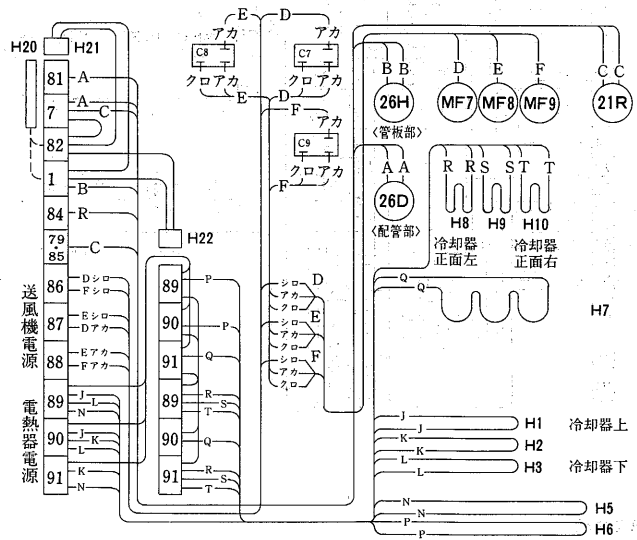 H20 H21
81 A
7 A C
82
1
B
84 R
79・85 C
86 Dシロ Fシロ
87 Eシロ Dアカ
88 Eアカ Fアカ
89 J L N
90 J K L
91 K N
送風機電源
電熱器電源
H22
89 P
90 P
91 Q
89 R S T
90 Q
91 R S T
E アカ
C8
クロ アカ E
D アカ
C7
クロ アカ D
F アカ
C9
クロ アカ F
シロ D
アカ
クロ
シロ E
アカ
クロ
シロ F
アカ
クロ
B B
26H
〈管板部〉
A A
26D
〈配管部〉
D E F
MF7 MF8 MF9
C C
21R
R R S S T T
H8 H9 H10
冷却器正面左
冷却器正面右
Q
Q H7
J
J H1 冷却器上
K
K H2
L
L H3 冷却器下
N
N H5
P
P H6